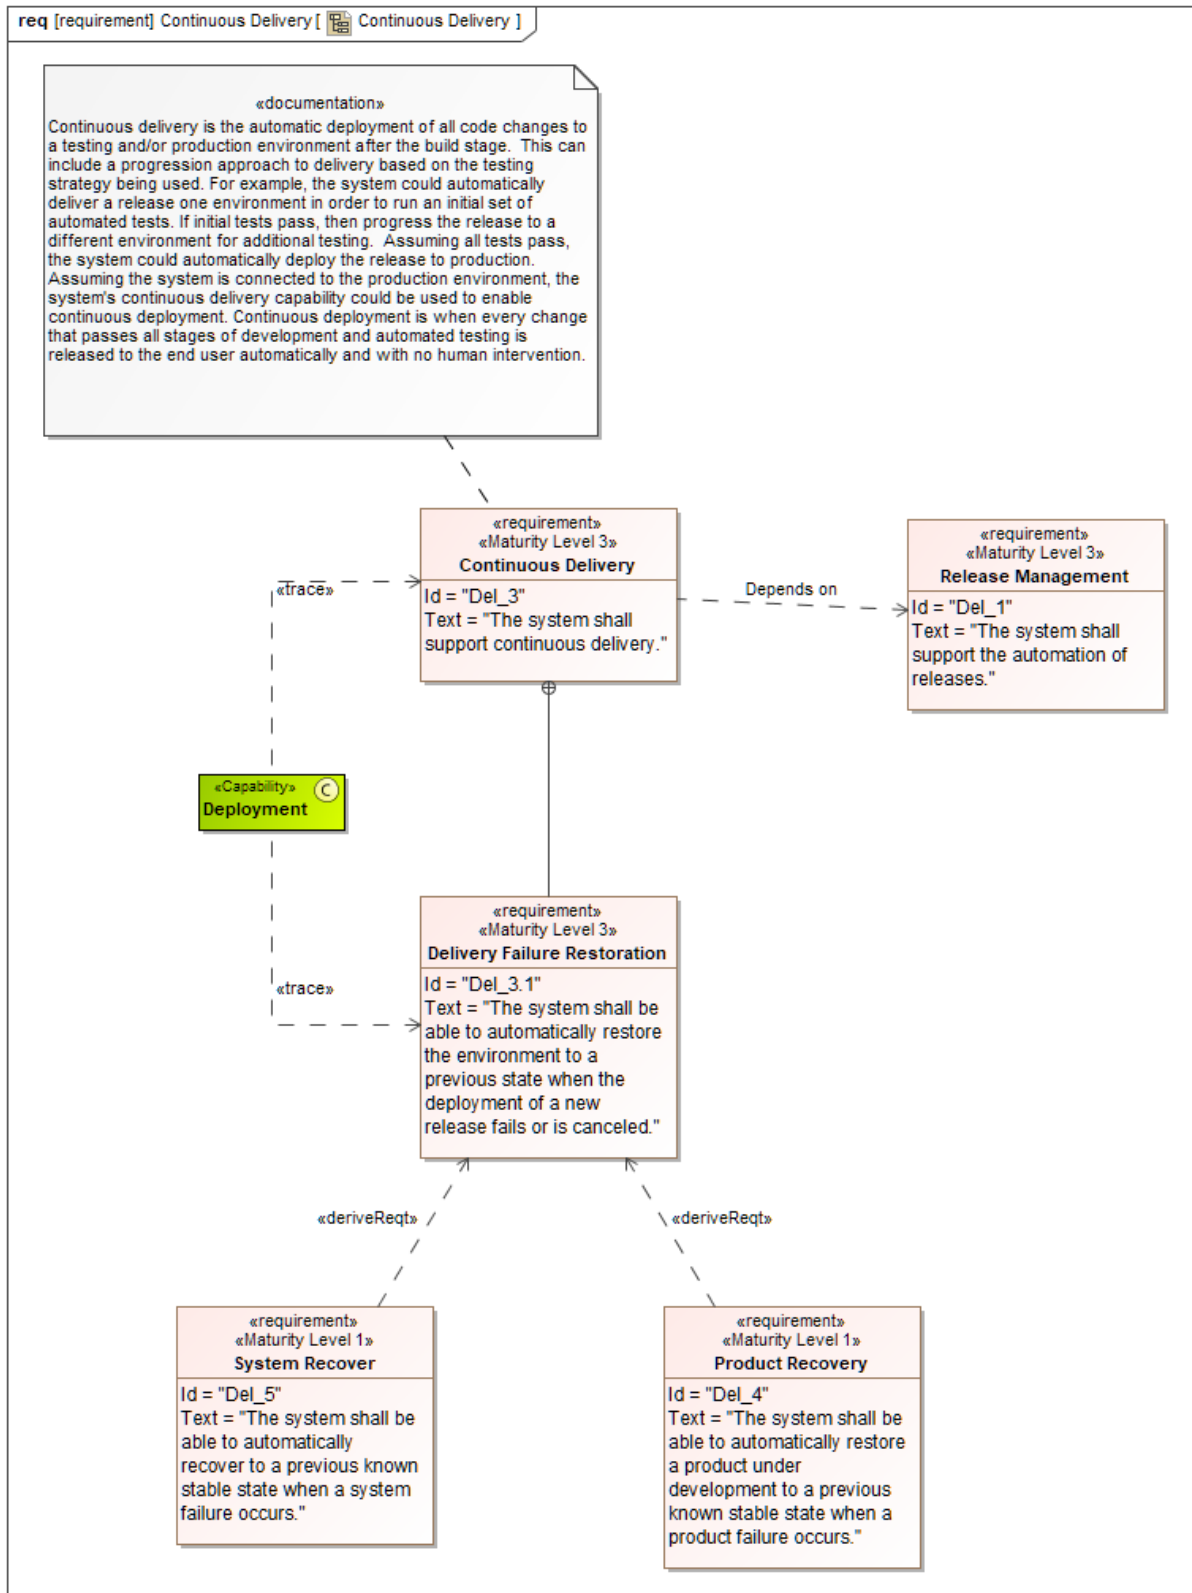 req [requirement] Continuous Delivery [ Continuous Delivery ]
«documentation»
Continuous delivery is the automatic deployment of all code changes to
a testing and/or production environment after the build stage.  This can
include a progression approach to delivery based on the testing
strategy being used. For example, the system could automatically
deliver a release one environment in order to run an initial set of
automated tests. If initial tests pass, then progress the release to a
different environment for additional testing.  Assuming all tests pass,
the system could automatically deploy the release to production.
Assuming the system is connected to the production environment, the
system's continuous delivery capability could be used to enable
continuous deployment. Continuous deployment is when every change
that passes all stages of development and automated testing is
released to the end user automatically and with no human intervention.
«requirement»
«Maturity Level 3»
Continuous Delivery
Id = "Del_3"
Text = "The system shall
support continuous delivery."
Depends on
«requirement»
«Maturity Level 3»
Release Management
Id = "Del_1"
Text = "The system shall
support the automation of
releases."
«trace»
«Capability»
C
Deployment
«trace»
«requirement»
«Maturity Level 3»
Delivery Failure Restoration
Id = "Del_3.1"
Text = "The system shall be
able to automatically restore
the environment to a
previous state when the
deployment of a new
release fails or is canceled."
«deriveReqt»
«deriveReqt»
«requirement»
«Maturity Level 1»
System Recover
Id = "Del_5"
Text = "The system shall be
able to automatically
recover to a previous known
stable state when a system
failure occurs."
«requirement»
«Maturity Level 1»
Product Recovery
Id = "Del_4"
Text = "The system shall be
able to automatically restore
a product under
development to a previous
known stable state when a
product failure occurs."